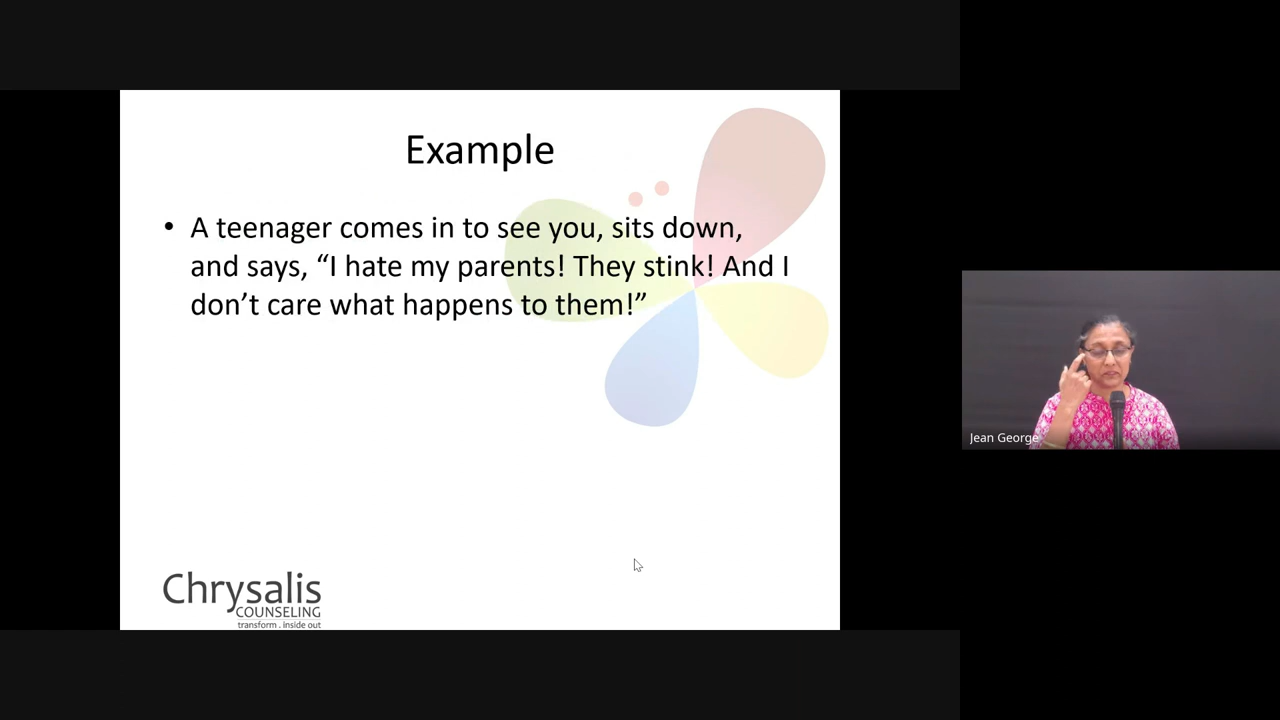 Example
• A teenager comes in to see you, sits down,
and says, “I hate my parents! They stink! And I
don’t care what happens to them!”
Chrysalis
COUNSELING
transform . inside out
Jean George